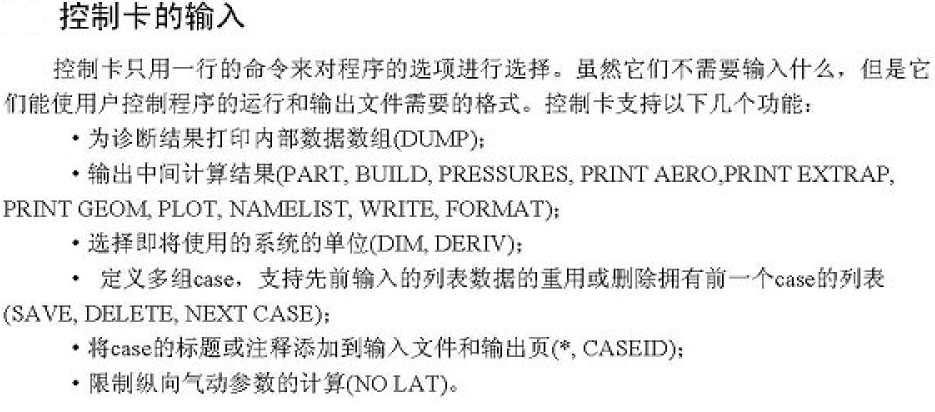 控制卡的输入
控制卡只用一行的命令来对程序的选项进行选择。虽然它们不需要输入什么，但是它
们能使用户控制程序的运行和输出文件需要的格式。控制卡支持以下几个功能：
•为诊断结果打印内部数据数组(DUMP)；
•输出中间计算结果(PART, BUILD, PRESSURES, PRINT AERO,PRINT EXTRAP,
PRINT GEOM, PLOT, NAMELIST, WRITE, FORMAT)；
•选择即将使用的系统的单位(DIM, DERIV)；
• 定义多组case，支持先前输入的列表数据的重用或删除拥有前一个case的列表
(SAVE, DELETE, NEXT CASE)；
•将case的标题或注释添加到输入文件和输出页(*, CASEID)；
•限制纵向气动参数的计算(NO LAT)。